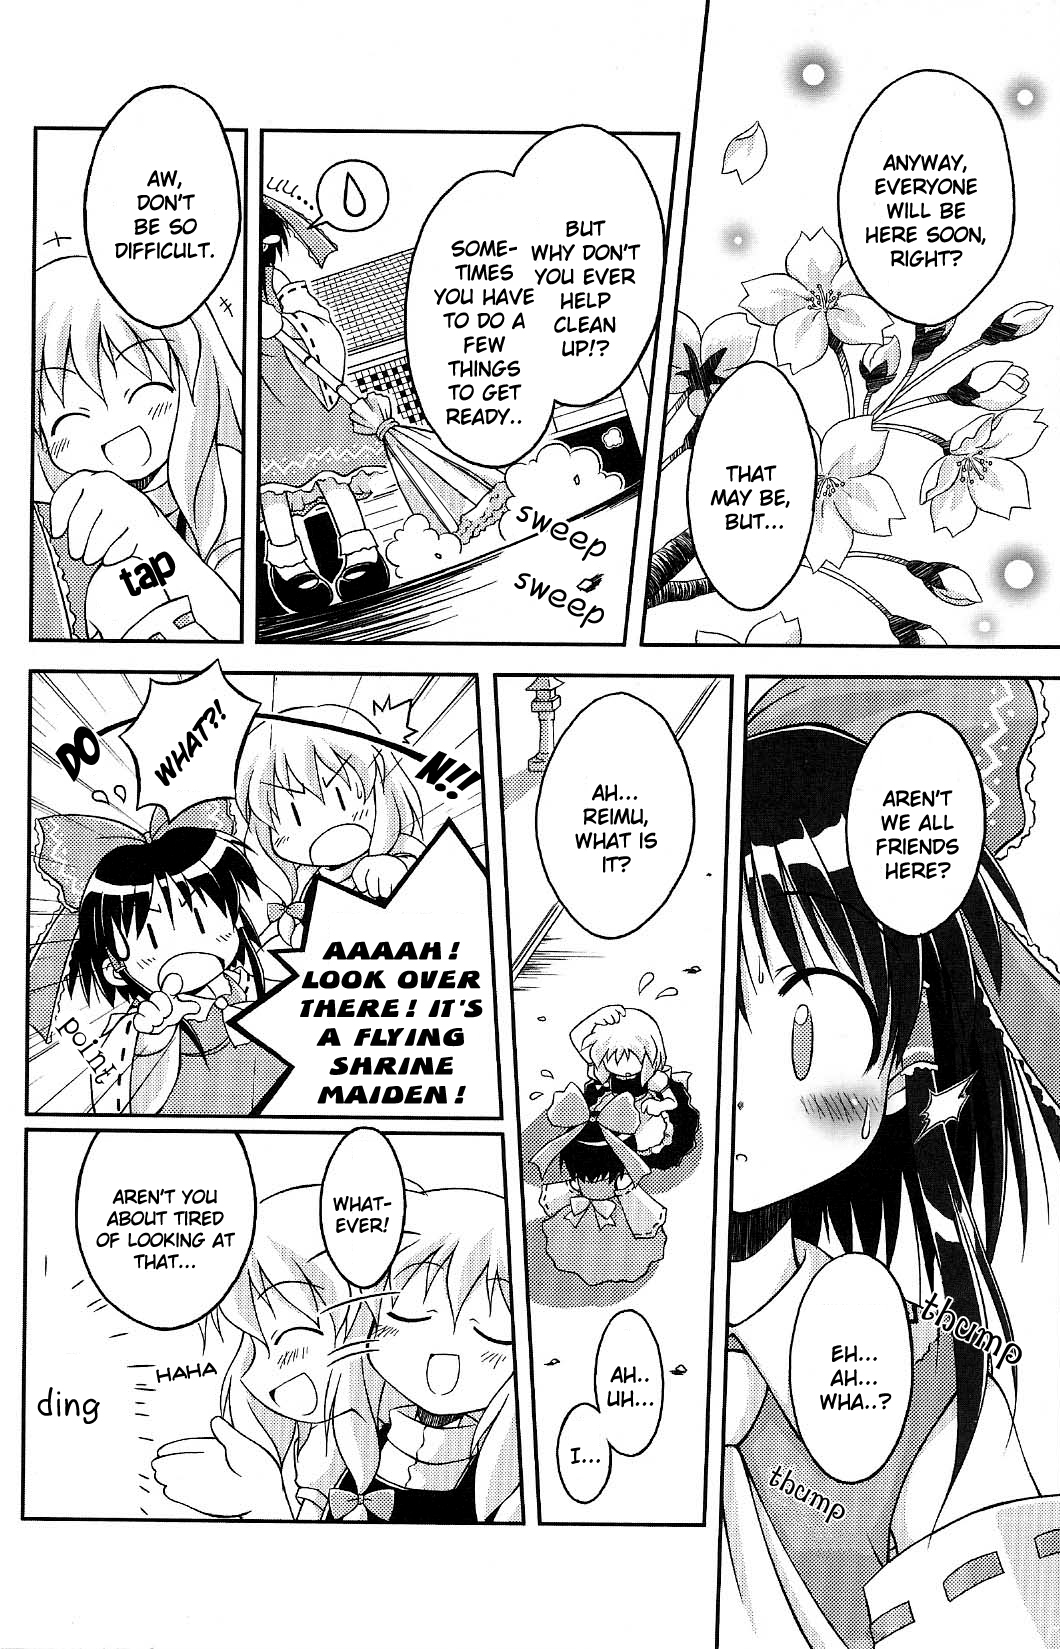 ANYWAY,
EVERYONE
WILL BE
HERE SOON,
RIGHT?
THAT
MAY BE,
BUT...
BUT
WHY DON'T
YOU EVER
HELP
CLEAN
UP!?
SOME-
TIMES
YOU HAVE
TO DO A
FEW
THINGS
TO GET
READY..
uu...
sweep
sweep
AW,
DON'T
BE SO
DIFFICULT.
tap
AREN'T
WE ALL
FRIENDS
HERE?
EH...
AH...
WHA..?
thump
thump
AH...
REIMU,
WHAT IS
IT?
AH..
UH...
I...
DO
N!!
WHAT?!
AAAAH!
LOOK OVER
THERE! IT'S
A FLYING
SHRINE
MAIDEN!
point
WHAT-
EVER!
AREN'T YOU
ABOUT TIRED
OF LOOKING AT
THAT...
HAHA
ding